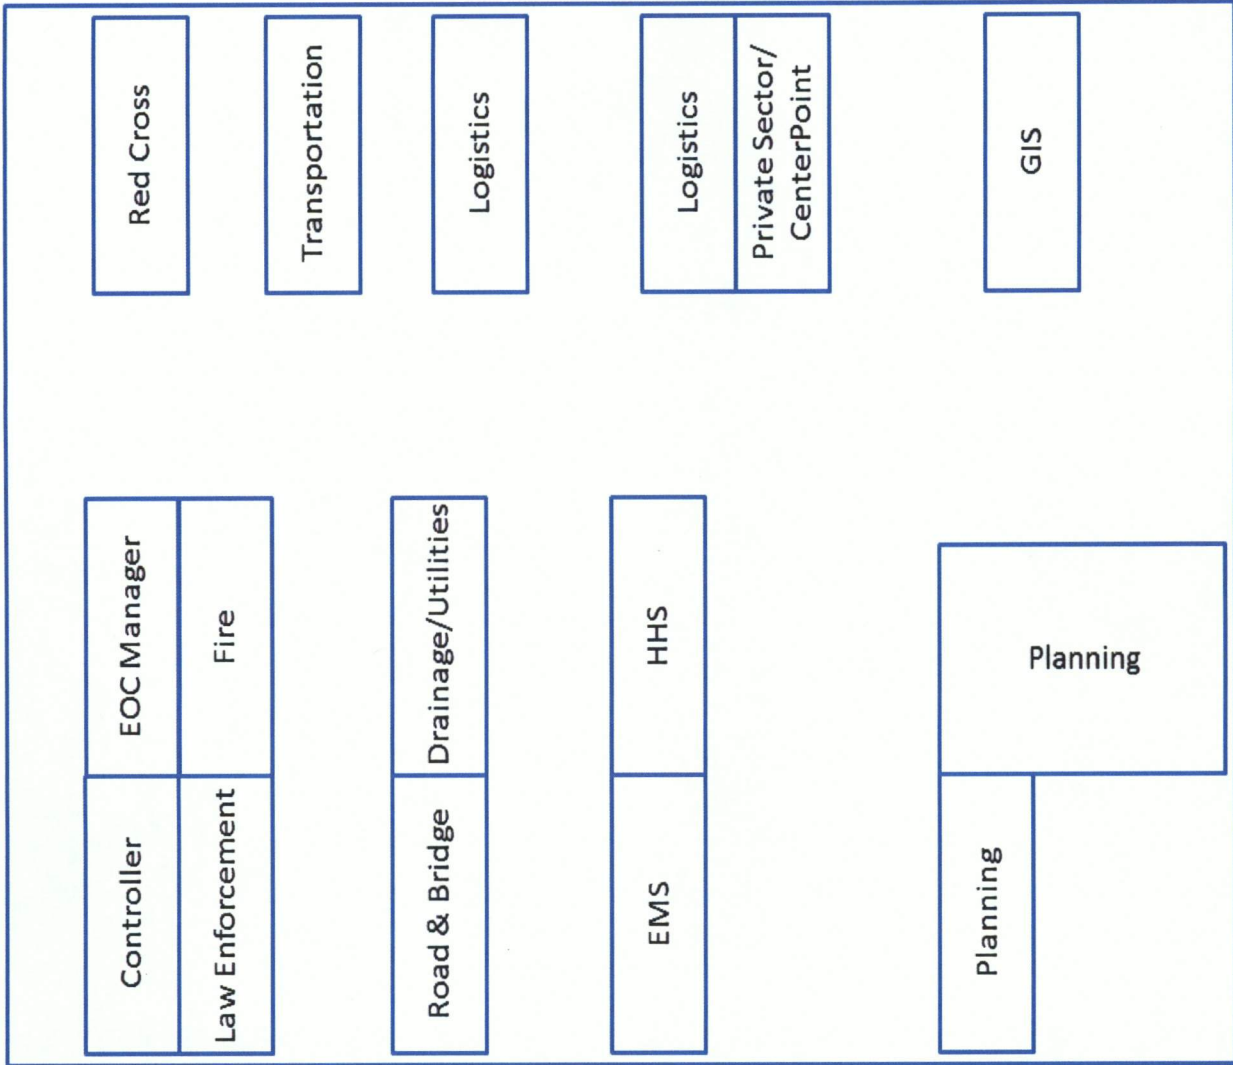 Controller
EOC Manager
Red Cross
Law Enforcement
Fire
Transportation
Road & Bridge
Drainage/Utilities
Logistics
EMS
HHS
Logistics
Private Sector/
CenterPoint
Planning
Planning
GIS